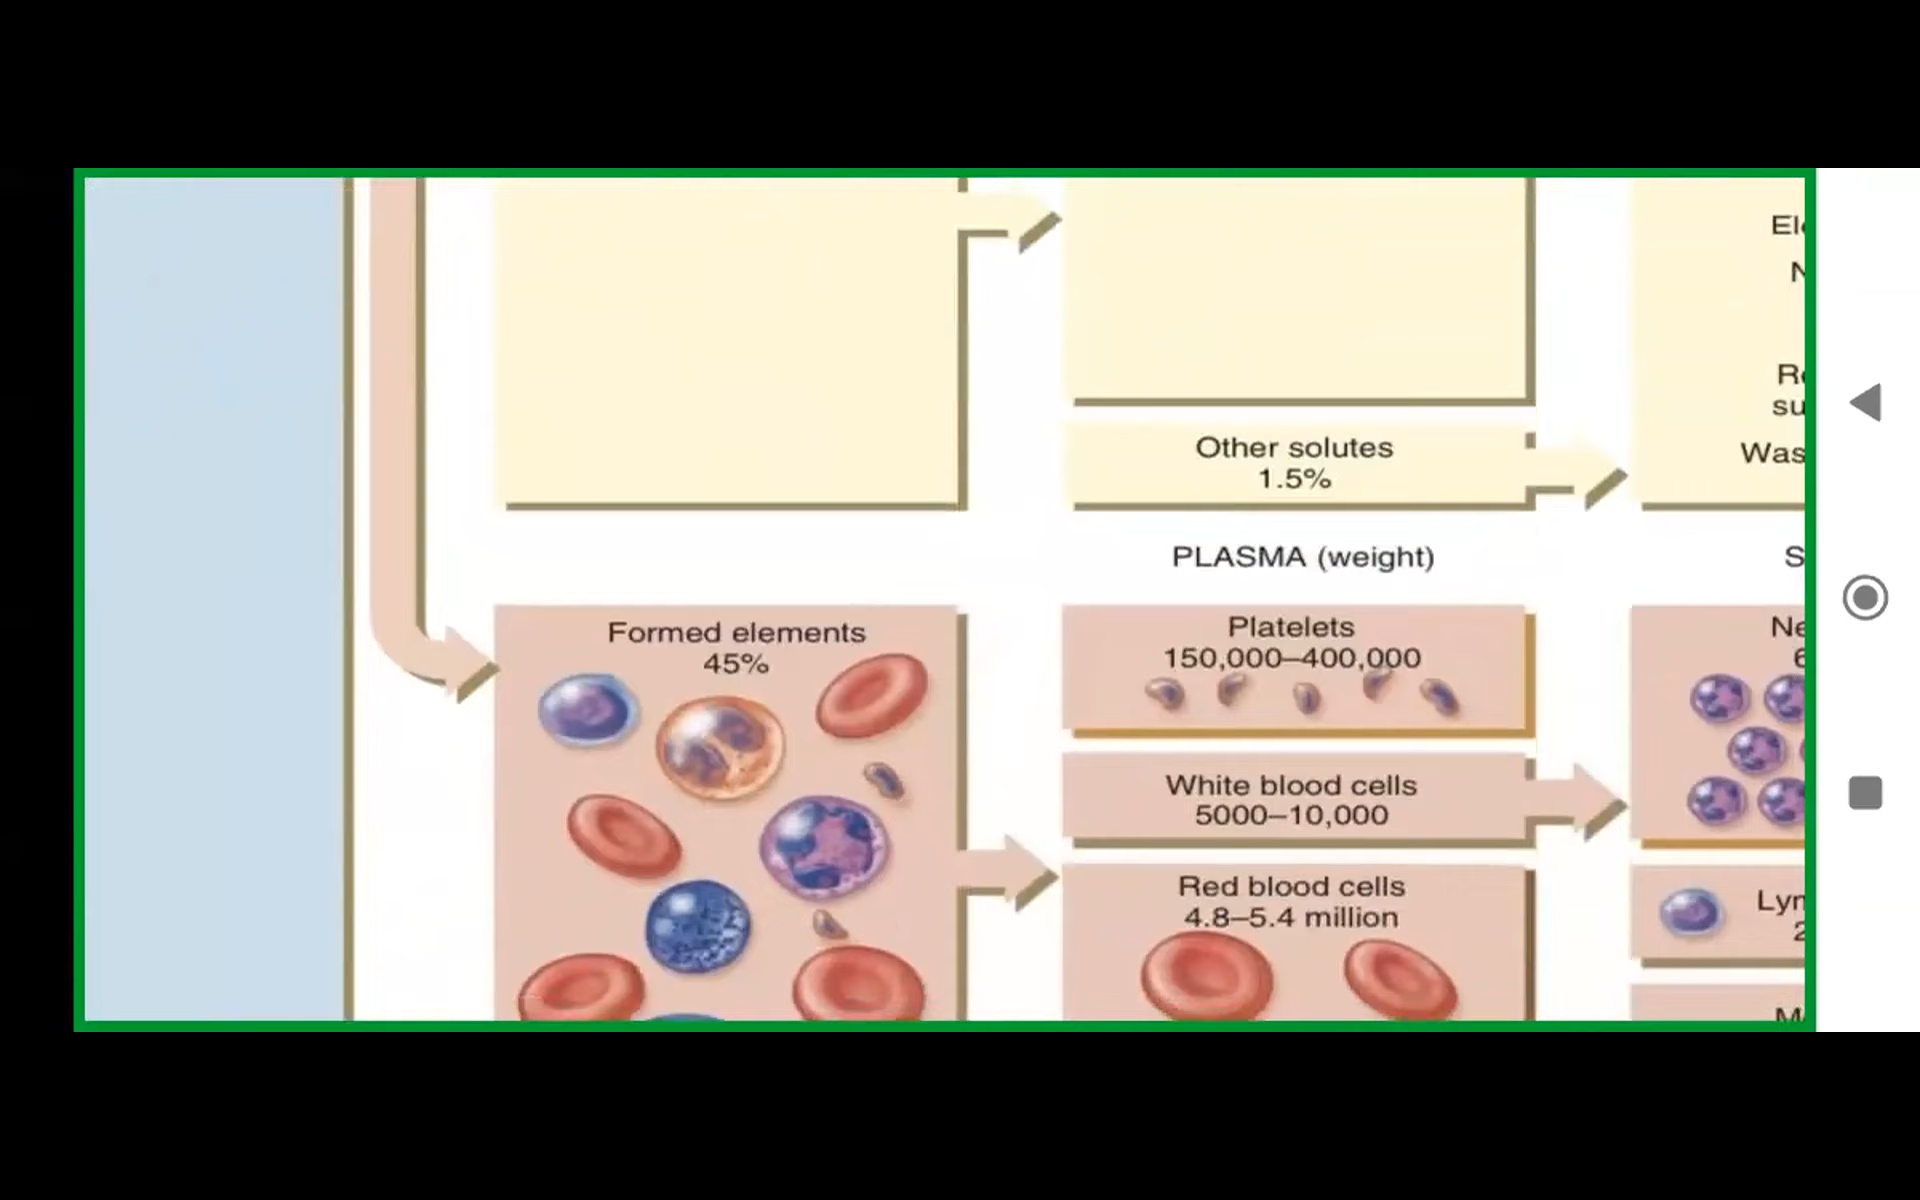 Other solutes
1.5%
PLASMA (weight)
Formed elements
45%
Platelets
150,000–400,000
White blood cells
5000–10,000
Red blood cells
4.8–5.4 million